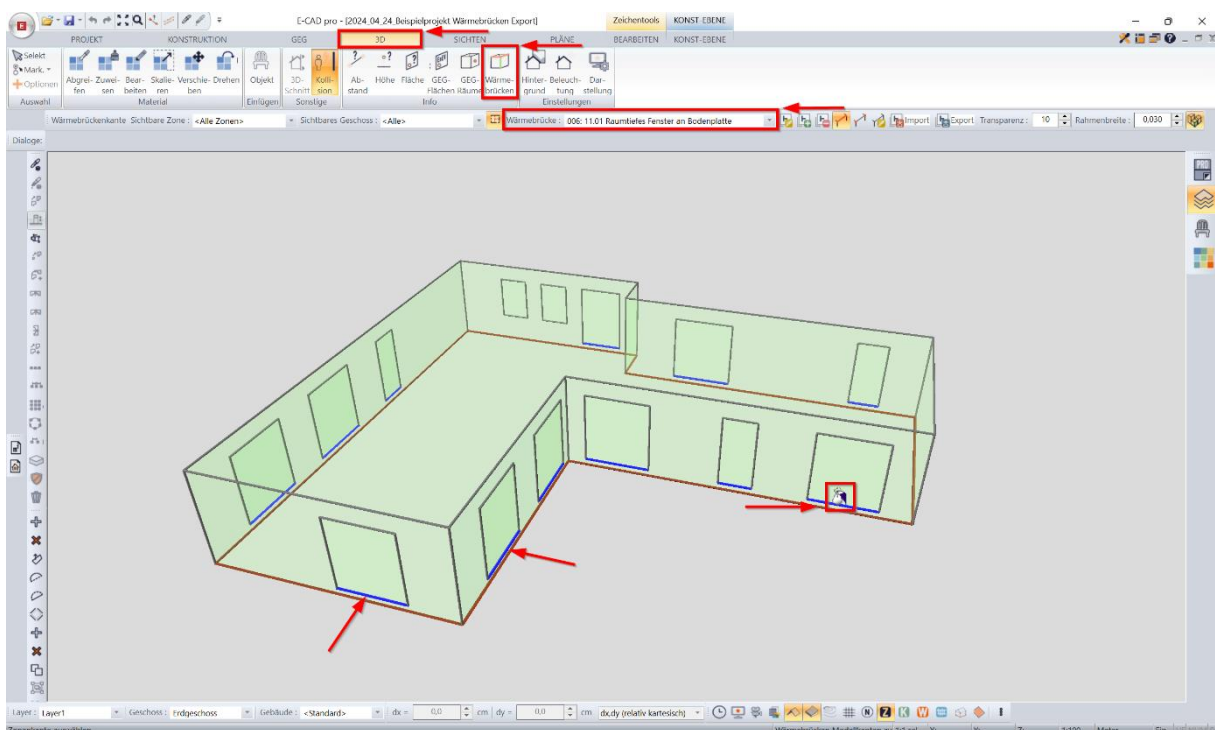 E-CAD pro - [2024_04_24_Beispielprojekt Wärmebrücken Export]
Zeichentools KONST-EBENE
PROJEKT KONSTRUKTION GEG 3D SICHTEN PLÄNE BEARBEITEN KONST-EBENE
Selekt
Mark.
Optionen
Abgrei- Zuwei- Bear- Skalie- Verschie- Drehen Objekt 3D- Kolli- Ab- Höhe Fläche GEG- GEG- Wärme- Hinter- Beleuch- Dar-
fen sen beiten ren ben Schnitt sion stand Flächen Räume brücken grund tung stellung
Auswahl Material Einfügen Sonstige Info Einstellungen
Wärmebrückenkante Sichtbare Zone : <Alle Zonen> Sichtbares Geschoss : <Alle> Wärmebrücke : 006: 11.01 Raumtiefes Fenster an Bodenplatte Import Export Transparenz : 10 Rahmenbreite : 0,030
Dialoge:
PRO
Layer : Layer1 Geschoss : Erdgeschoss Gebäude : <Standard> dx = 0,0 cm dy = 0,0 cm dx,dy (relativ kartesisch)